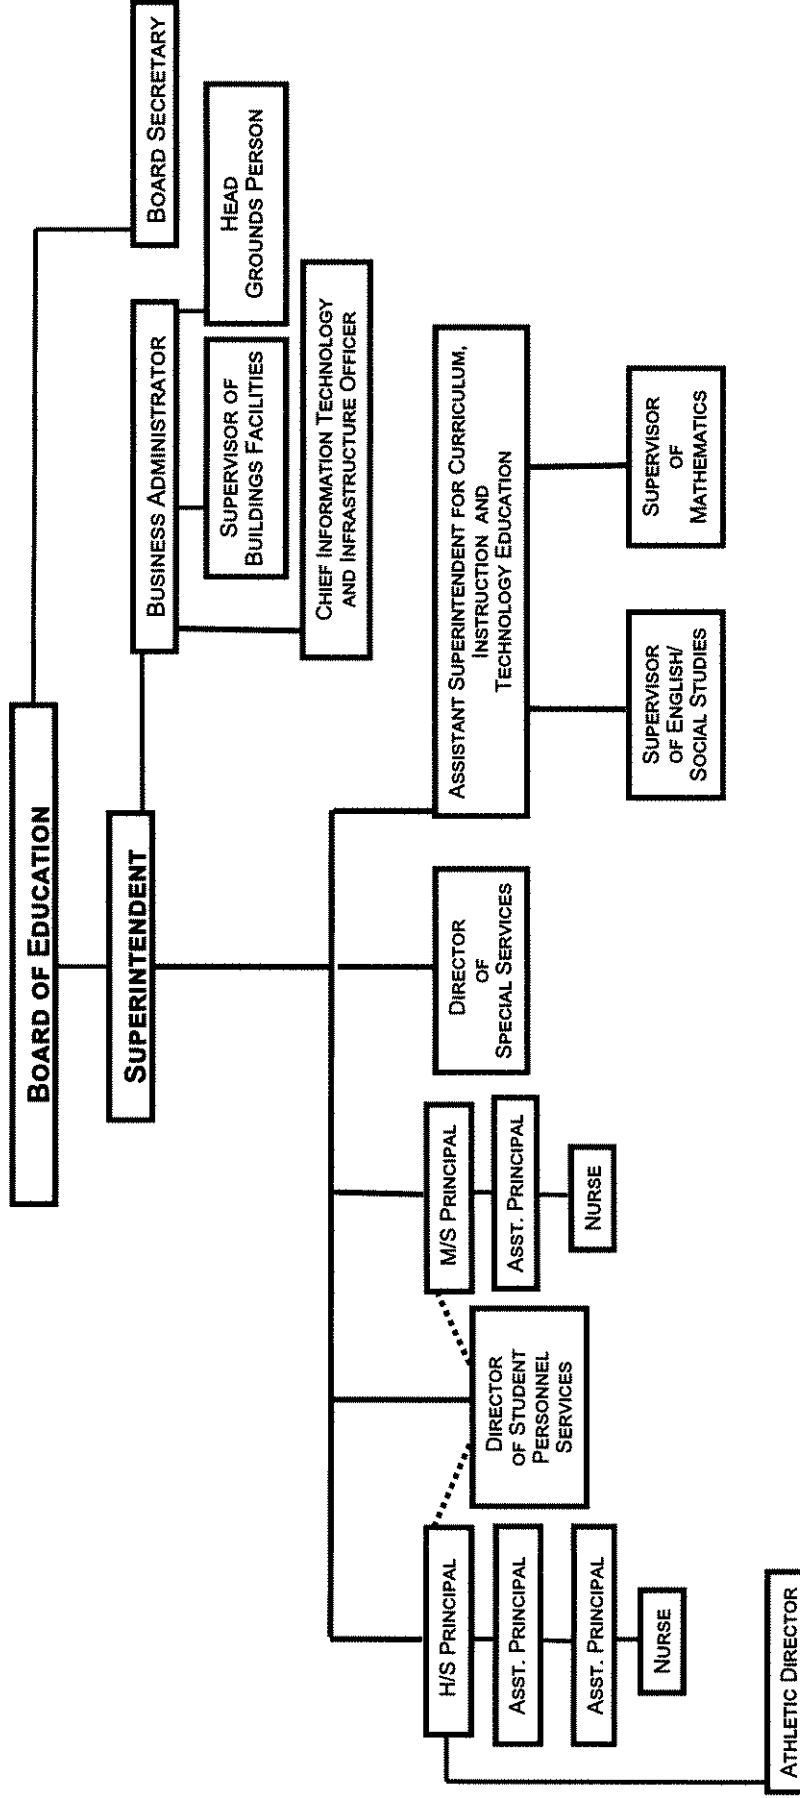 BOARD OF EDUCATION
SUPERINTENDENT
BUSINESS ADMINISTRATOR
BOARD SECRETARY
SUPERVISOR OF
BUILDINGS FACILITIES
HEAD
GROUNDS PERSON
CHIEF INFORMATION TECHNOLOGY
AND INFRASTRUCTURE OFFICER
H/S PRINCIPAL
ASST. PRINCIPAL
ASST. PRINCIPAL
NURSE
ATHLETIC DIRECTOR
DIRECTOR
OF STUDENT
PERSONNEL
SERVICES
M/S PRINCIPAL
ASST. PRINCIPAL
NURSE
DIRECTOR
OF
SPECIAL SERVICES
ASSISTANT SUPERINTENDENT FOR CURRICULUM,
INSTRUCTION AND
TECHNOLOGY EDUCATION
SUPERVISOR
OF ENGLISH/
SOCIAL STUDIES
SUPERVISOR
OF
MATHEMATICS